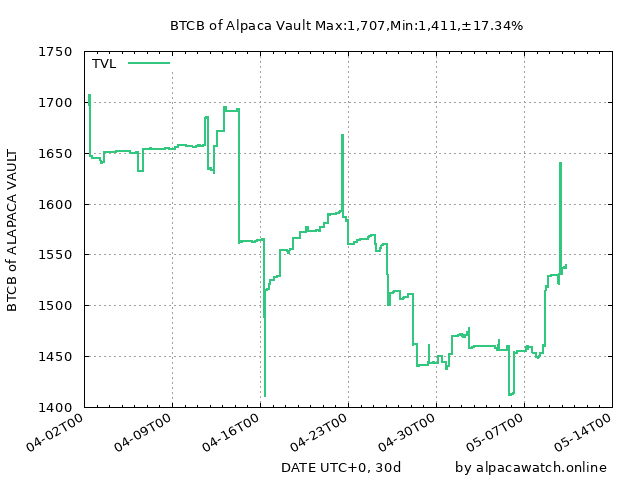 BTCB of Alpaca Vault Max:1,707,Min:1,411,±17.34%
TVL
BTCB of ALAPACA VAULT
1750
1700
1650
1600
1550
1500
1450
1400
04-02T00
04-09T00
04-16T00
04-23T00
04-30T00
05-07T00
05-14T00
DATE UTC+0, 30d
by alpacawatch.online